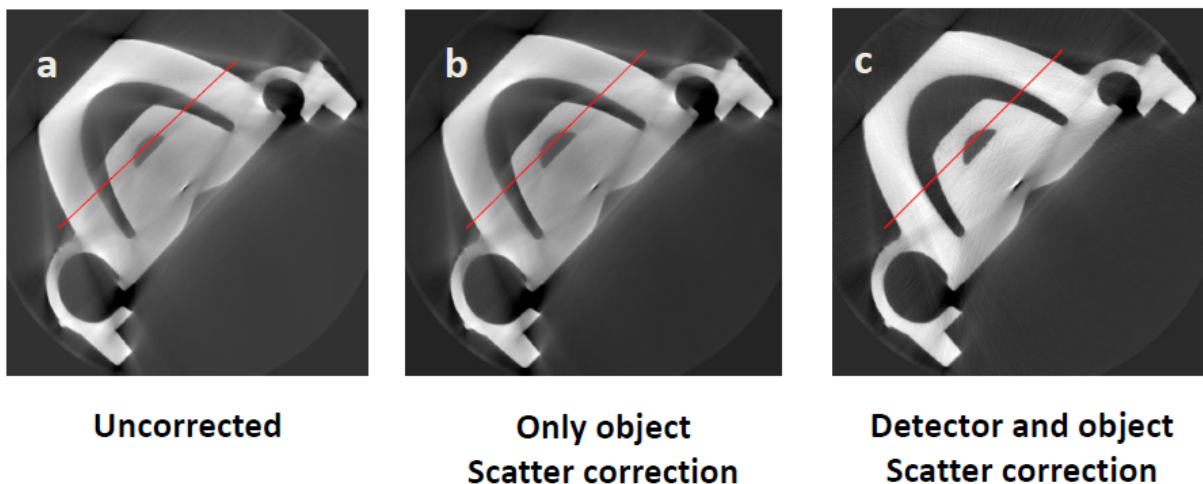 a
b
c
Uncorrected
Only object
Scatter correction
Detector and object
Scatter correction